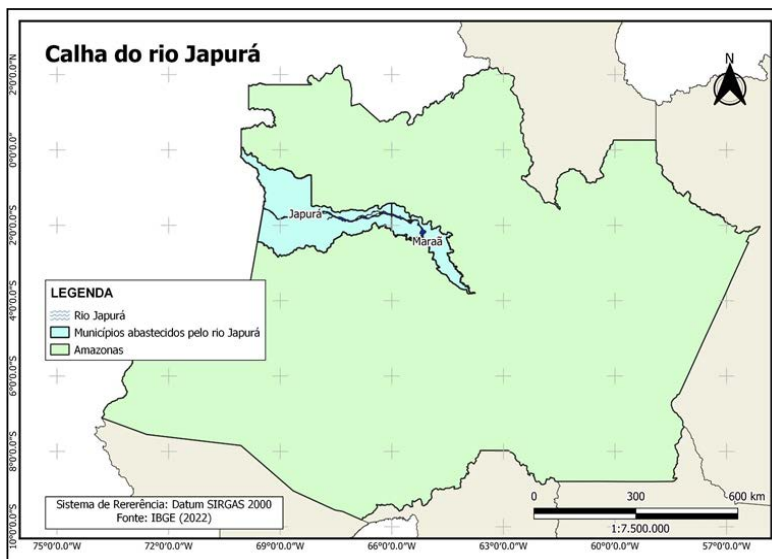 Calha do rio Japurá
N
2°0'0.0"N
0°0'0.0"
2°0'0.0"S
4°0'0.0"S
6°0'0.0"S
8°0'0.0"S
10°0'0.0"S
Japurá
Maraã
LEGENDA
Rio Japurá
Municípios abastecidos pelo rio Japurá
Amazonas
Sistema de Rererência: Datum SIRGAS 2000
Fonte: IBGE (2022)
0 300 600 km
1:7.500.000
75°0'0.0"W 72°0'0.0"W 69°0'0.0"W 66°0'0.0"W 63°0'0.0"W 60°0'0.0"W 57°0'0.0"W